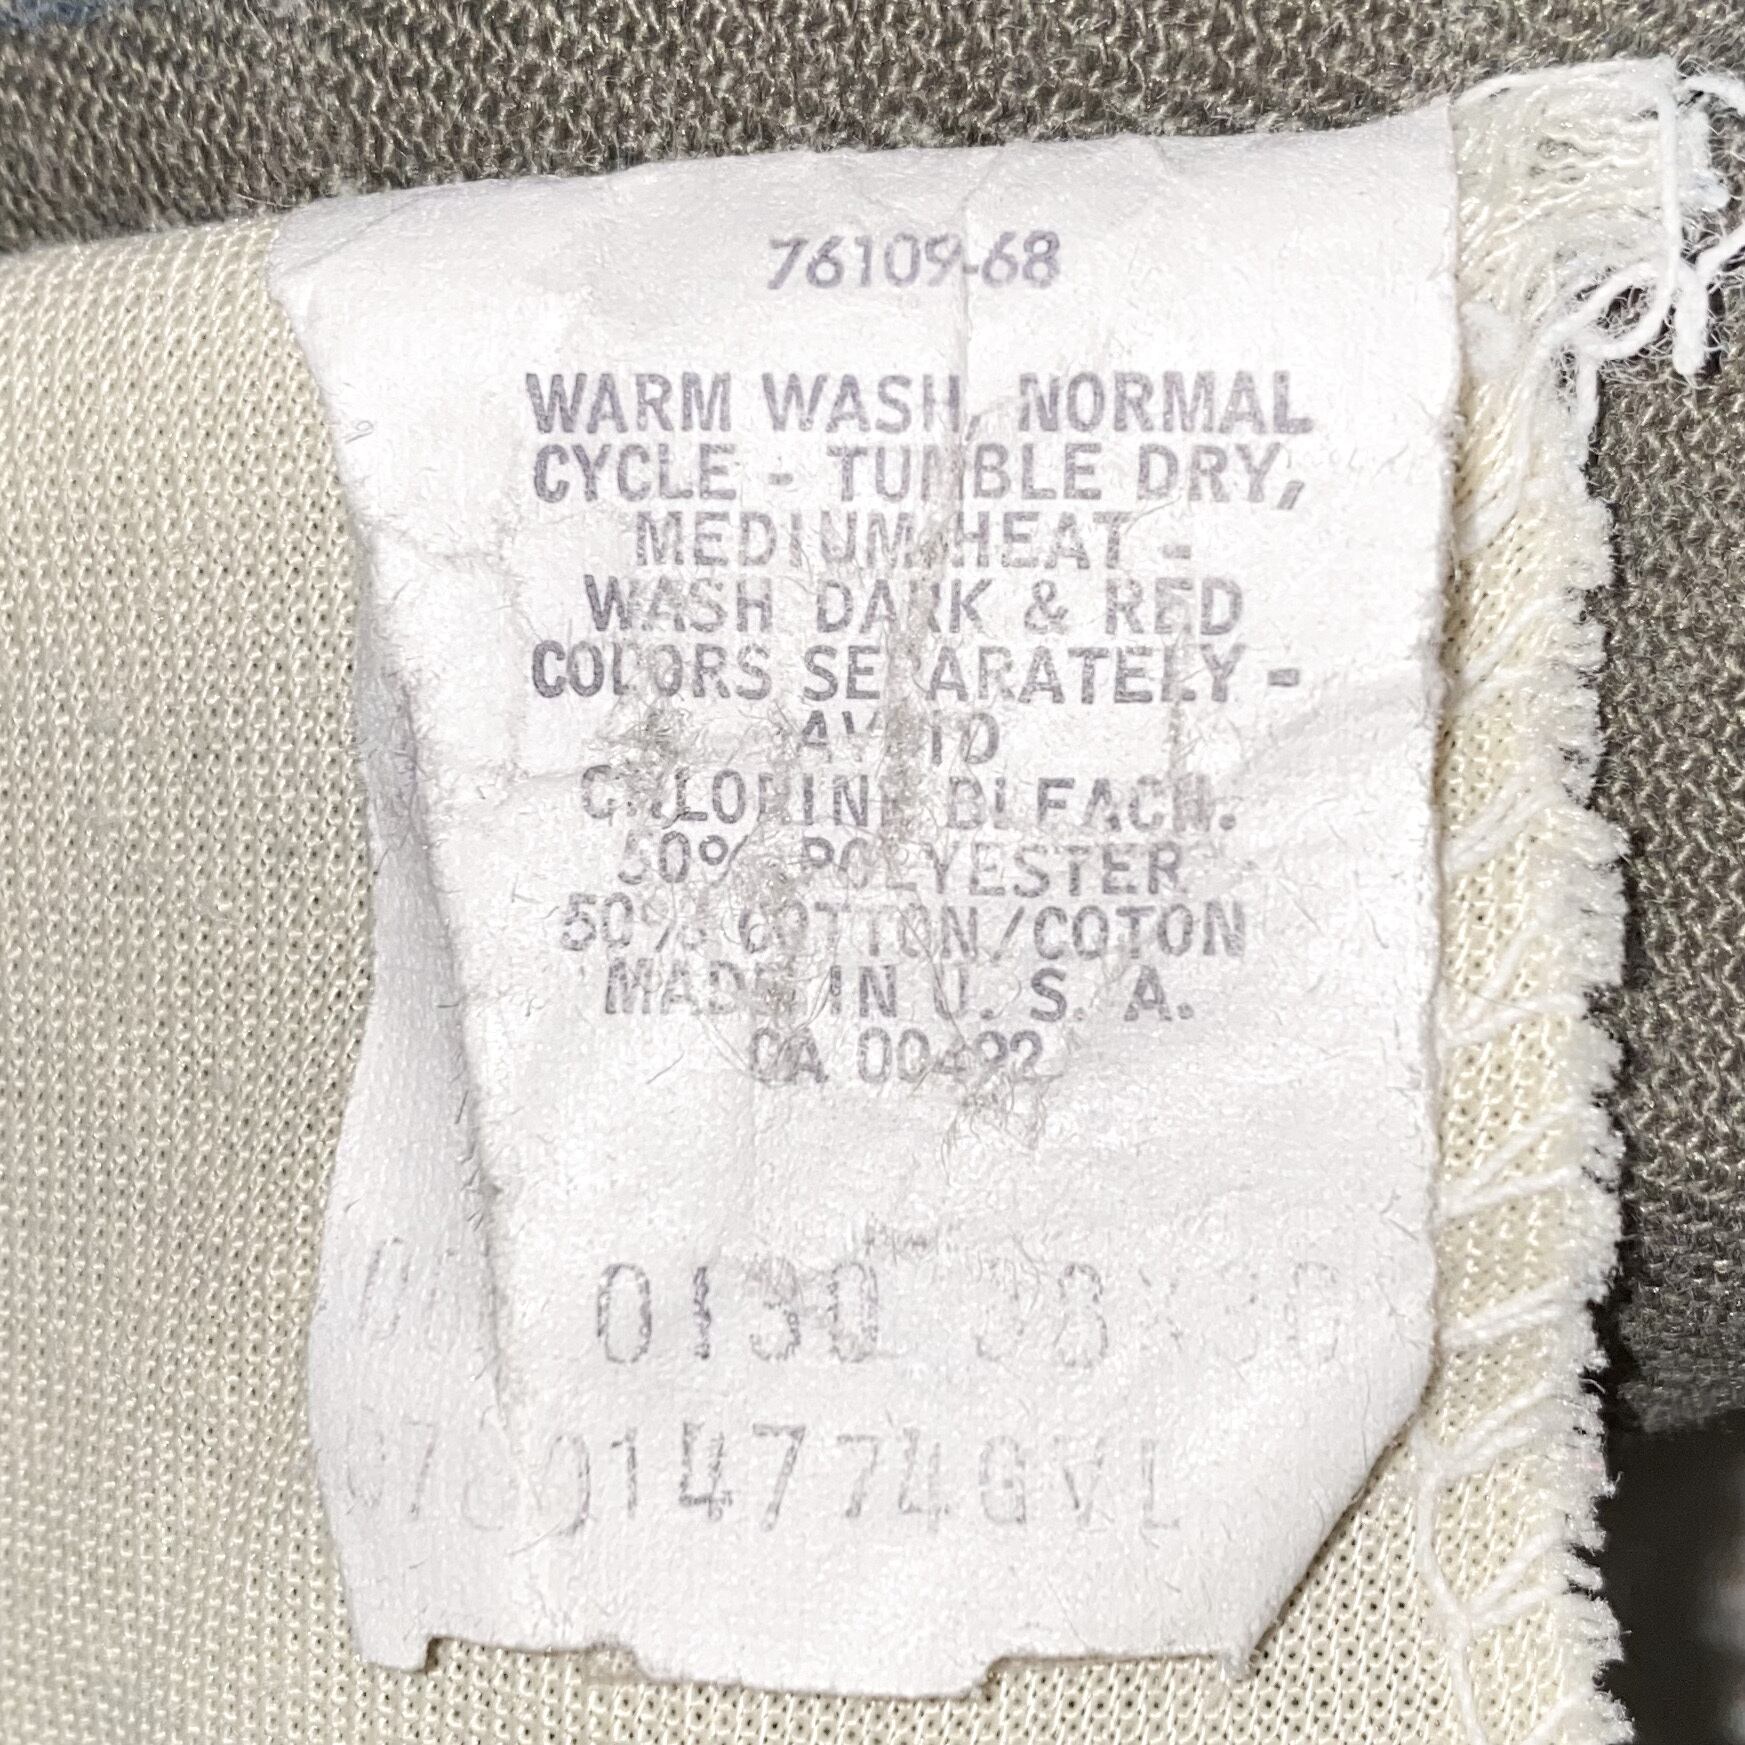 76109-68
WARM WASH, NORMAL
CYCLE - TUMBLE DRY,
MEDIUM HEAT -
WASH DARK & RED
COLORS SEPARATELY -
AVOID
CHLORINE BLEACH.
50% POLYESTER
50% COTTON/COTON
MADE IN U. S. A.
CA 00492
0130